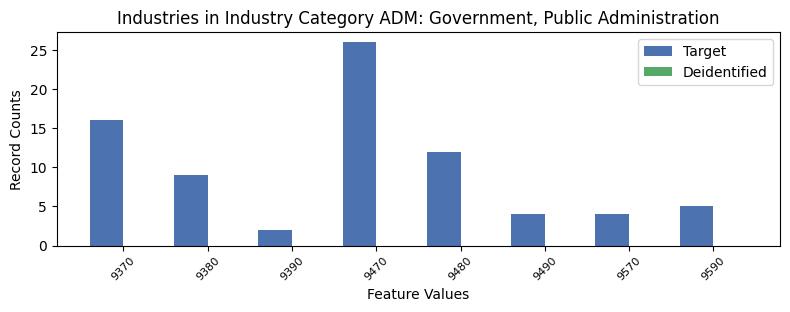 Industries in Industry Category ADM: Government, Public Administration
Target
Deidentified
Record Counts
25
20
15
10
5
0
9370 9380 9390 9470 9480 9490 9570 9590
Feature Values